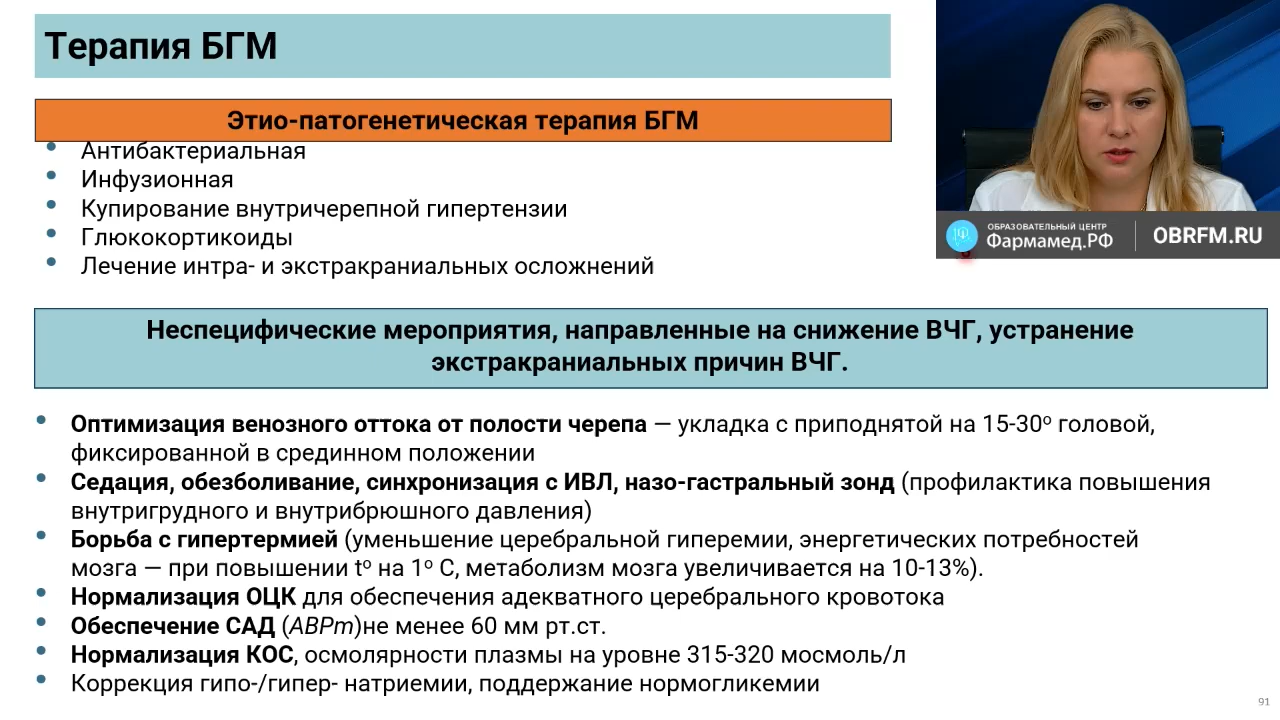 Терапия БГМ
ОБРАЗОВАТЕЛЬНЫЙ ЦЕНТР
Фармамед.РФ
OBRFM.RU
Этио-патогенетическая терапия БГМ
• Антибактериальная
• Инфузионная
• Купирование внутричерепной гипертензии
• Глюкокортикоиды
• Лечение интра- и экстракраниальных осложнений
Неспецифические мероприятия, направленные на снижение ВЧГ, устранение
экстракраниальных причин ВЧГ.
• Оптимизация венозного оттока от полости черепа — укладка с приподнятой на 15-30º головой,
фиксированной в срединном положении
• Седация, обезболивание, синхронизация с ИВЛ, назо-гастральный зонд (профилактика повышения
внутригрудного и внутрибрюшного давления)
• Борьба с гипертермией (уменьшение церебральной гиперемии, энергетических потребностей
мозга — при повышении tº на 1º С, метаболизм мозга увеличивается на 10-13%).
• Нормализация ОЦК для обеспечения адекватного церебрального кровотока
• Обеспечение САД (АВРm)не менее 60 мм рт.ст.
• Нормализация КОС, осмолярности плазмы на уровне 315-320 мосмоль/л
• Коррекция гипо-/гипер- натриемии, поддержание нормогликемии
91